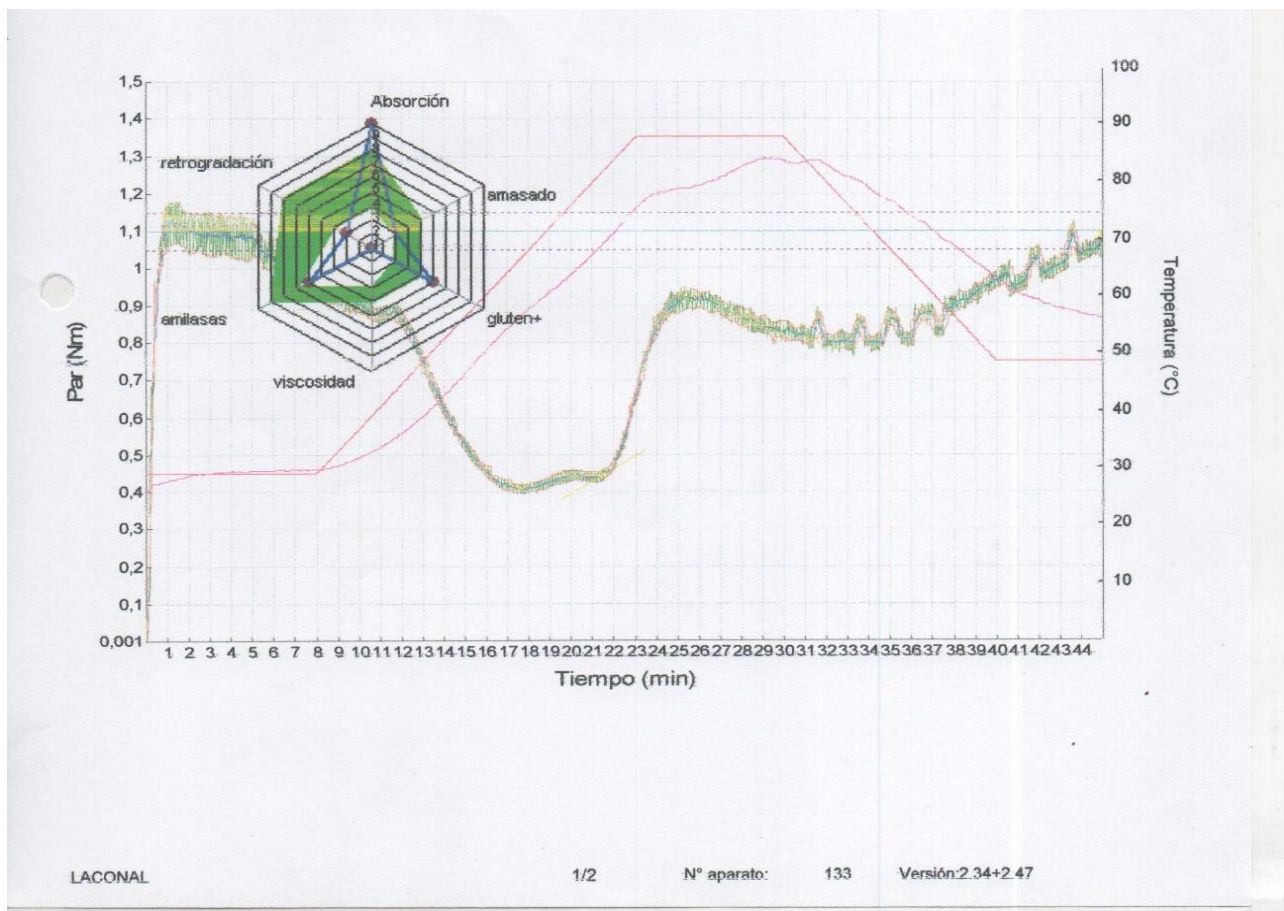 100
1,5
Absorción
1,4
90
1,3
retrogradación
80
1,2
amasado
1,1
70
1
Par (Nm)
0,9
60
Temperatura (°C)
amilasas
gluten+
0,8
50
viscosidad
0,7
0,6
40
0,5
30
0,4
0,3
20
0,2
10
0,1
0,001
1 2 3 4 5 6 7 8 9 10 11 12 13 14 15 16 17 18 19 20 21 22 23 24 25 26 27 28 29 30 31 32 33 34 35 36 37 38 39 40 41 42 43 44
Tiempo (min)
LACONAL 1/2 N° aparato: 133 Versión:2.34+2.47